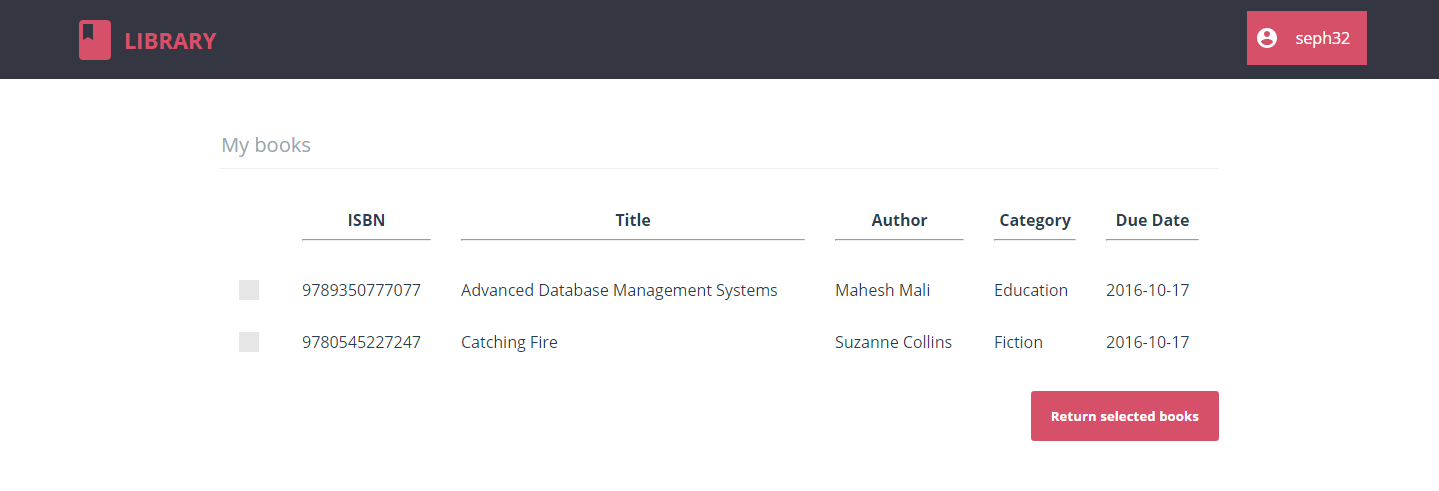 LIBRARY
seph32
My books
ISBN Title Author Category Due Date
9789350777077 Advanced Database Management Systems Mahesh Mali Education 2016-10-17
9780545227247 Catching Fire Suzanne Collins Fiction 2016-10-17
Return selected books